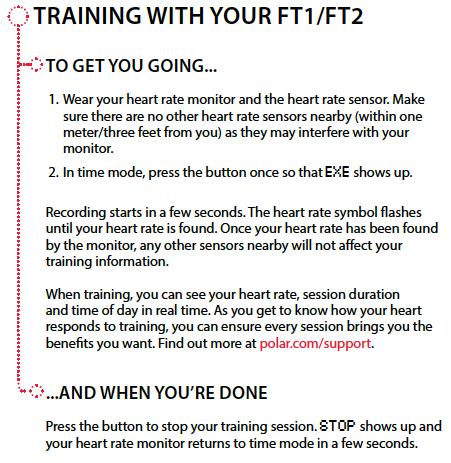 TRAINING WITH YOUR FT1/FT2
TO GET YOU GOING...
1. Wear your heart rate monitor and the heart rate sensor. Make
sure there are no other heart rate sensors nearby (within one
meter/three feet from you) as they may interfere with your
monitor.
2. In time mode, press the button once so that EXE shows up.
Recording starts in a few seconds. The heart rate symbol flashes
until your heart rate is found. Once your heart rate has been found
by the monitor, any other sensors nearby will not affect your
training information.
When training, you can see your heart rate, session duration
and time of day in real time. As you get to know how your heart
responds to training, you can ensure every session brings you the
benefits you want. Find out more at polar.com/support.
...AND WHEN YOU’RE DONE
Press the button to stop your training session. STOP shows up and
your heart rate monitor returns to time mode in a few seconds.